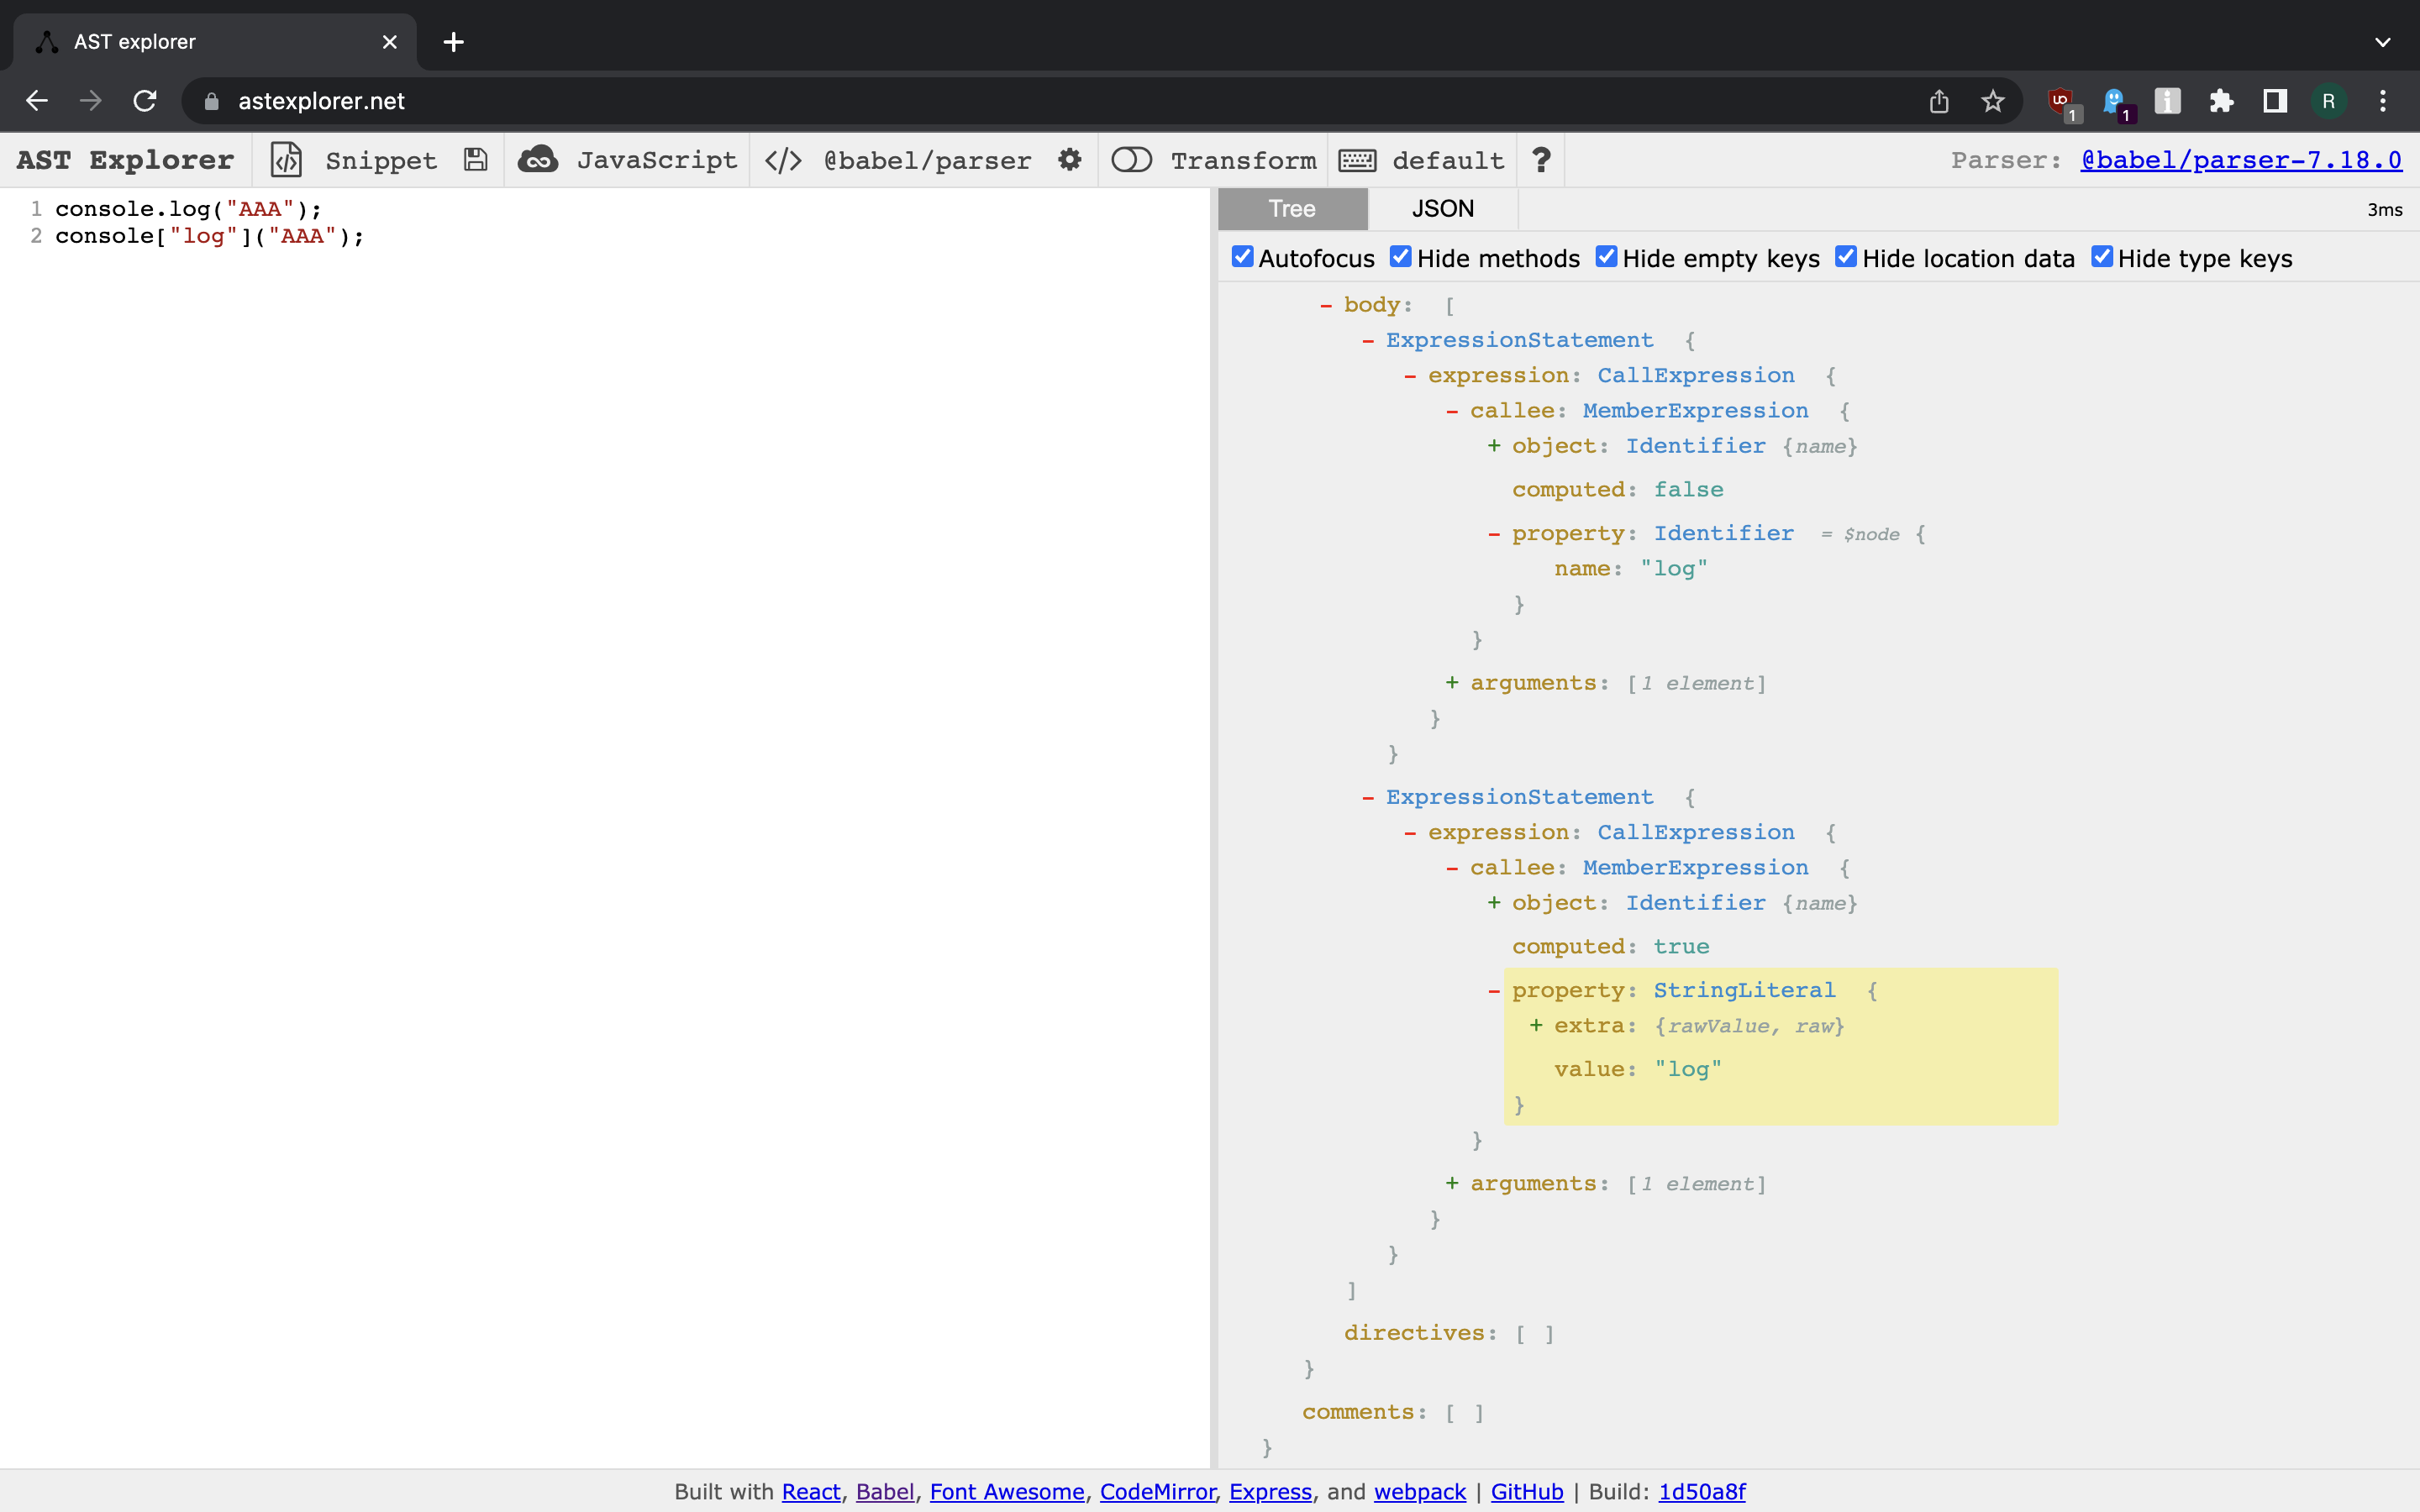 AST explorer
astexplorer.net
1
1
R
AST Explorer Snippet JavaScript </> @babel/parser Transform default ? Parser: @babel/parser-7.18.0
1 console.log("AAA");
2 console["log"]("AAA");
Tree JSON 3ms
Autofocus Hide methods Hide empty keys Hide location data Hide type keys
- body: [
- ExpressionStatement {
- expression: CallExpression {
- callee: MemberExpression {
+ object: Identifier {name}
computed: false
- property: Identifier = $node {
name: "log"
}
}
+ arguments: [1 element]
}
}
- ExpressionStatement {
- expression: CallExpression {
- callee: MemberExpression {
+ object: Identifier {name}
computed: true
- property: StringLiteral {
+ extra: {rawValue, raw}
value: "log"
}
}
+ arguments: [1 element]
}
}
]
directives: [ ]
}
comments: [ ]
}
Built with React, Babel, Font Awesome, CodeMirror, Express, and webpack | GitHub | Build: 1d50a8f